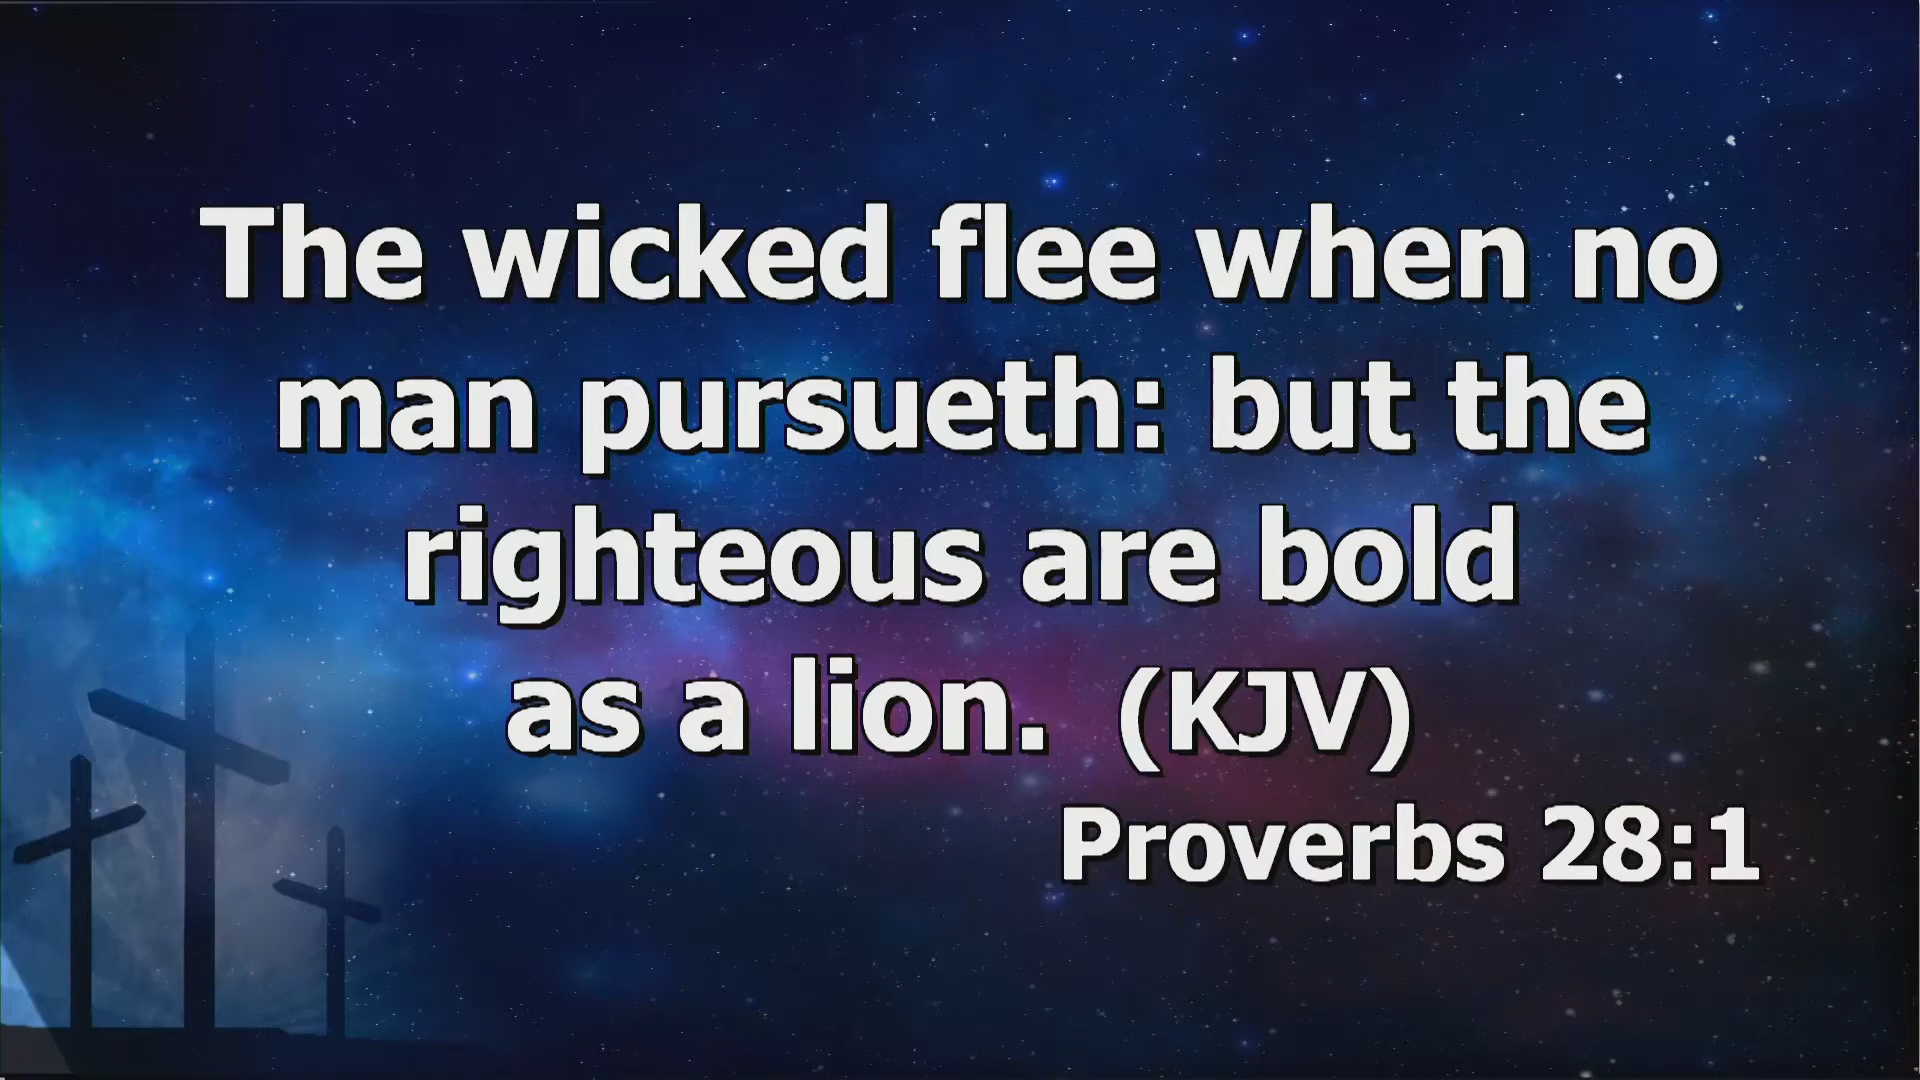 The wicked flee when no
man pursueth: but the
righteous are bold
as a lion. (KJV)
Proverbs 28:1